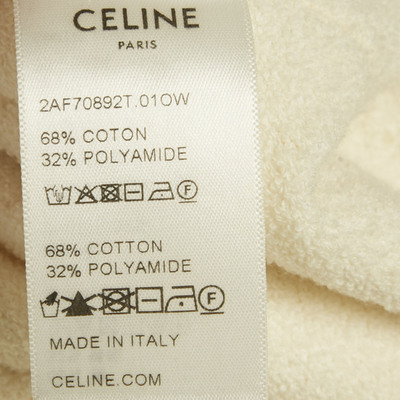 CELINE
PARIS
2AF70892T.01OW
68% COTON
32% POLYAMIDE
F
68% COTTON
32% POLYAMIDE
F
MADE IN ITALY
CELINE.COM